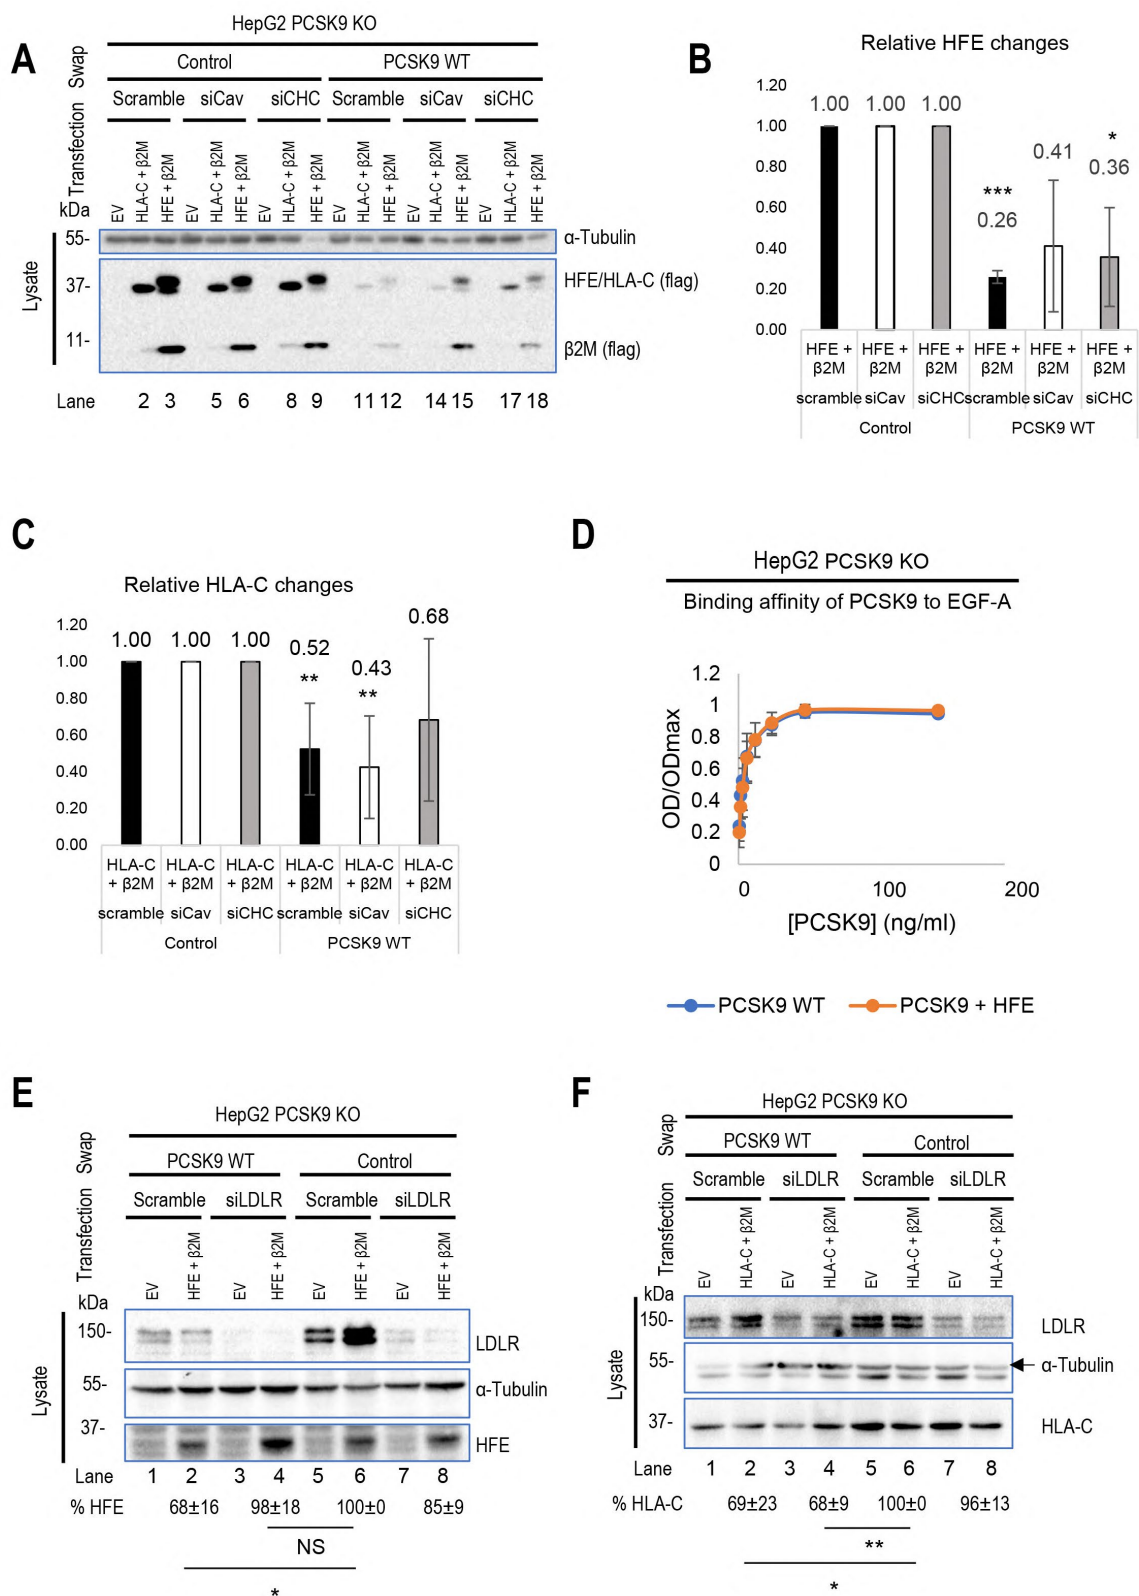 A
HepG2 PCSK9 KO
Swap
Control PCSK9 WT
Transfection
Scramble siCav siCHC Scramble siCav siCHC
EV HLA-C + β2M HFE + β2M EV HLA-C + β2M HFE + β2M EV HLA-C + β2M HFE + β2M EV HLA-C + β2M HFE + β2M EV HLA-C + β2M HFE + β2M EV HLA-C + β2M HFE + β2M
kDa
Lysate
55- α-Tubulin
37- HFE/HLA-C (flag)
11- β2M (flag)
Lane 2 3 5 6 8 9 11 12 14 15 17 18
B
Relative HFE changes
1.20
1.00
0.80
0.60
0.40
0.20
0.00
1.00 1.00 1.00
***
0.26
0.41
*
0.36
HFE + β2M HFE + β2M HFE + β2M HFE + β2M HFE + β2M HFE + β2M
scramble siCav siCHC scramble siCav siCHC
Control PCSK9 WT
C
Relative HLA-C changes
1.20
1.00
0.80
0.60
0.40
0.20
0.00
1.00 1.00 1.00
0.52
**
0.43
**
0.68
HLA-C + β2M HLA-C + β2M HLA-C + β2M HLA-C + β2M HLA-C + β2M HLA-C + β2M
scramble siCav siCHC scramble siCav siCHC
Control PCSK9 WT
D
HepG2 PCSK9 KO
Binding affinity of PCSK9 to EGF-A
OD/ODmax
1.2
1
0.8
0.6
0.4
0.2
0
0 100 200
[PCSK9] (ng/ml)
PCSK9 WT PCSK9 + HFE
E
HepG2 PCSK9 KO
Swap
PCSK9 WT Control
Transfection
Scramble siLDLR Scramble siLDLR
EV HFE + β2M EV HFE + β2M EV HFE + β2M EV HFE + β2M
kDa
Lysate
150- LDLR
55- α-Tubulin
37- HFE
Lane 1 2 3 4 5 6 7 8
% HFE 68±16 98±18 100±0 85±9
NS
*
F
HepG2 PCSK9 KO
Swap
PCSK9 WT Control
Transfection
Scramble siLDLR Scramble siLDLR
EV HLA-C + β2M EV HLA-C + β2M EV HLA-C + β2M EV HLA-C + β2M
kDa
Lysate
150- LDLR
55- α-Tubulin
37- HLA-C
Lane 1 2 3 4 5 6 7 8
% HLA-C 69±23 68±9 100±0 96±13
**
*